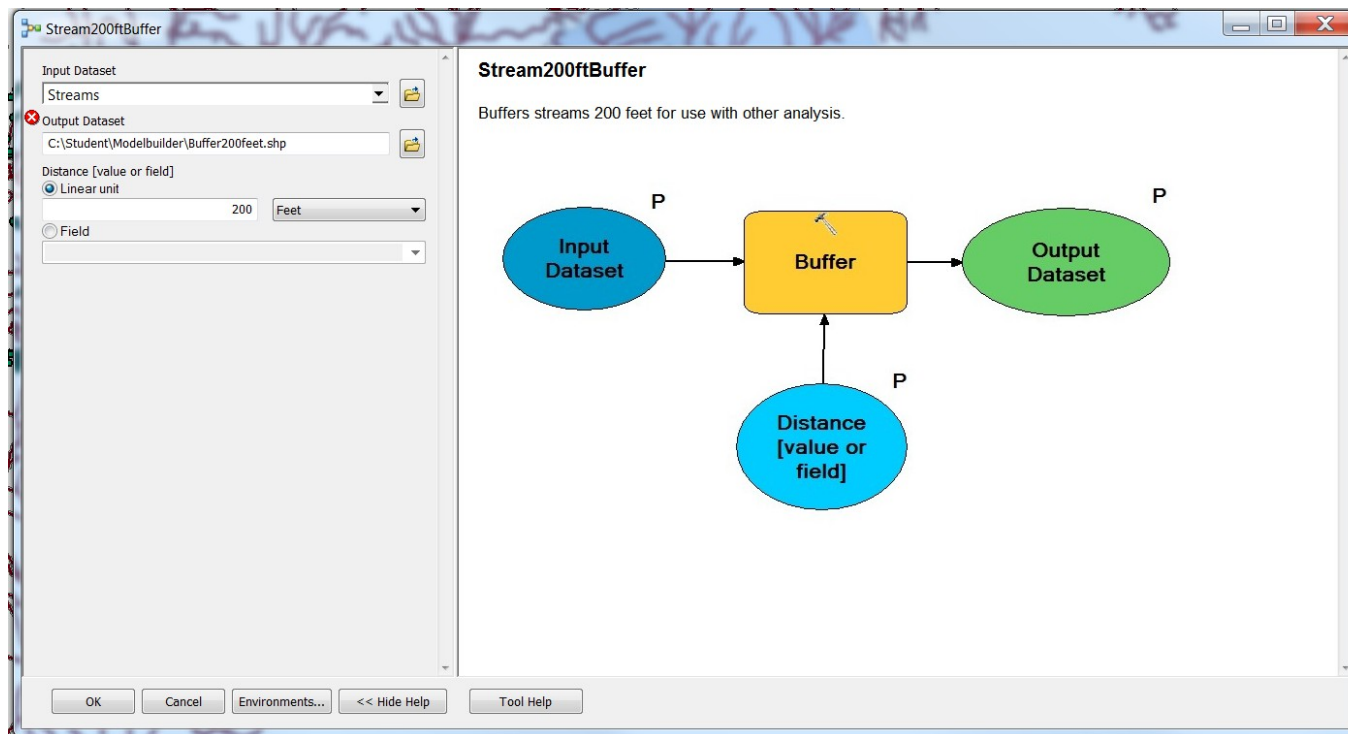 Stream200ftBuffer
Input Dataset
Streams
Output Dataset
C:\Student\Modelbuilder\Buffer200feet.shp
Distance [value or field]
Linear unit
200 Feet
Field
OK Cancel Environments... << Hide Help Tool Help
Stream200ftBuffer
Buffers streams 200 feet for use with other analysis.
P
Input
Dataset
Buffer
P
Output
Dataset
P
Distance
[value or
field]